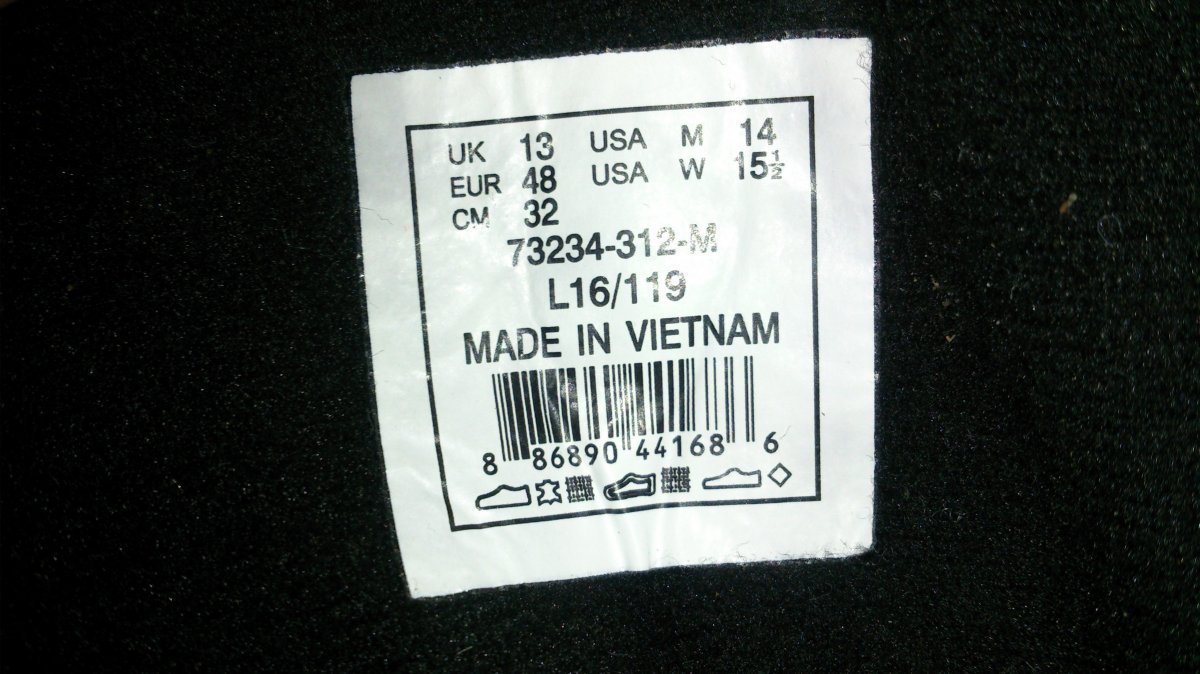 UK 13 USA M 14
EUR 48 USA W 15½
CM 32
73234-312-M
L16/119
MADE IN VIETNAM
8 86890 44168 6